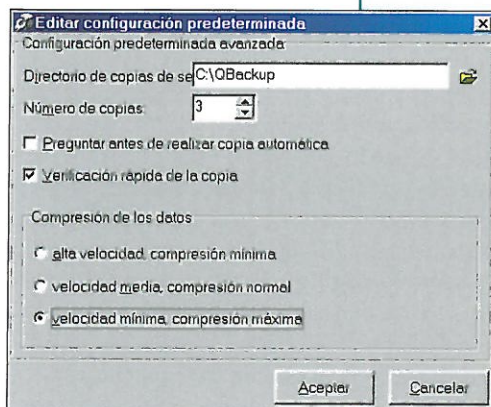 Editar configuración predeterminada
Configuración predeterminada avanzada
Directorio de copias de se C:\QBackup
Número de copias: 3
Preguntar antes de realizar copia automática
Verificación rápida de la copia
Compresión de los datos
alta velocidad, compresión mínima
velocidad media, compresión normal
velocidad mínima, compresión máxima
Aceptar Cancelar